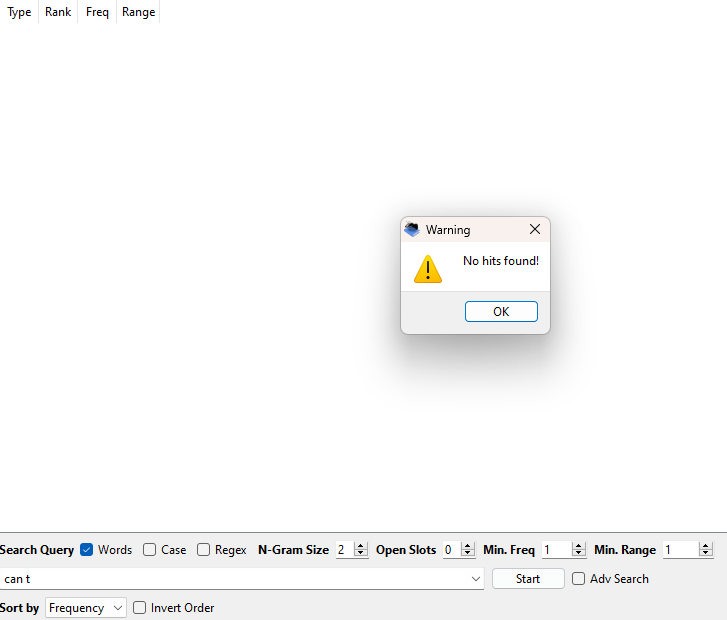 Type Rank Freq Range
Warning
No hits found!
OK
Search Query Words Case Regex N-Gram Size 2 Open Slots 0 Min. Freq 1 Min. Range 1
can t Start Adv Search
Sort by Frequency Invert Order